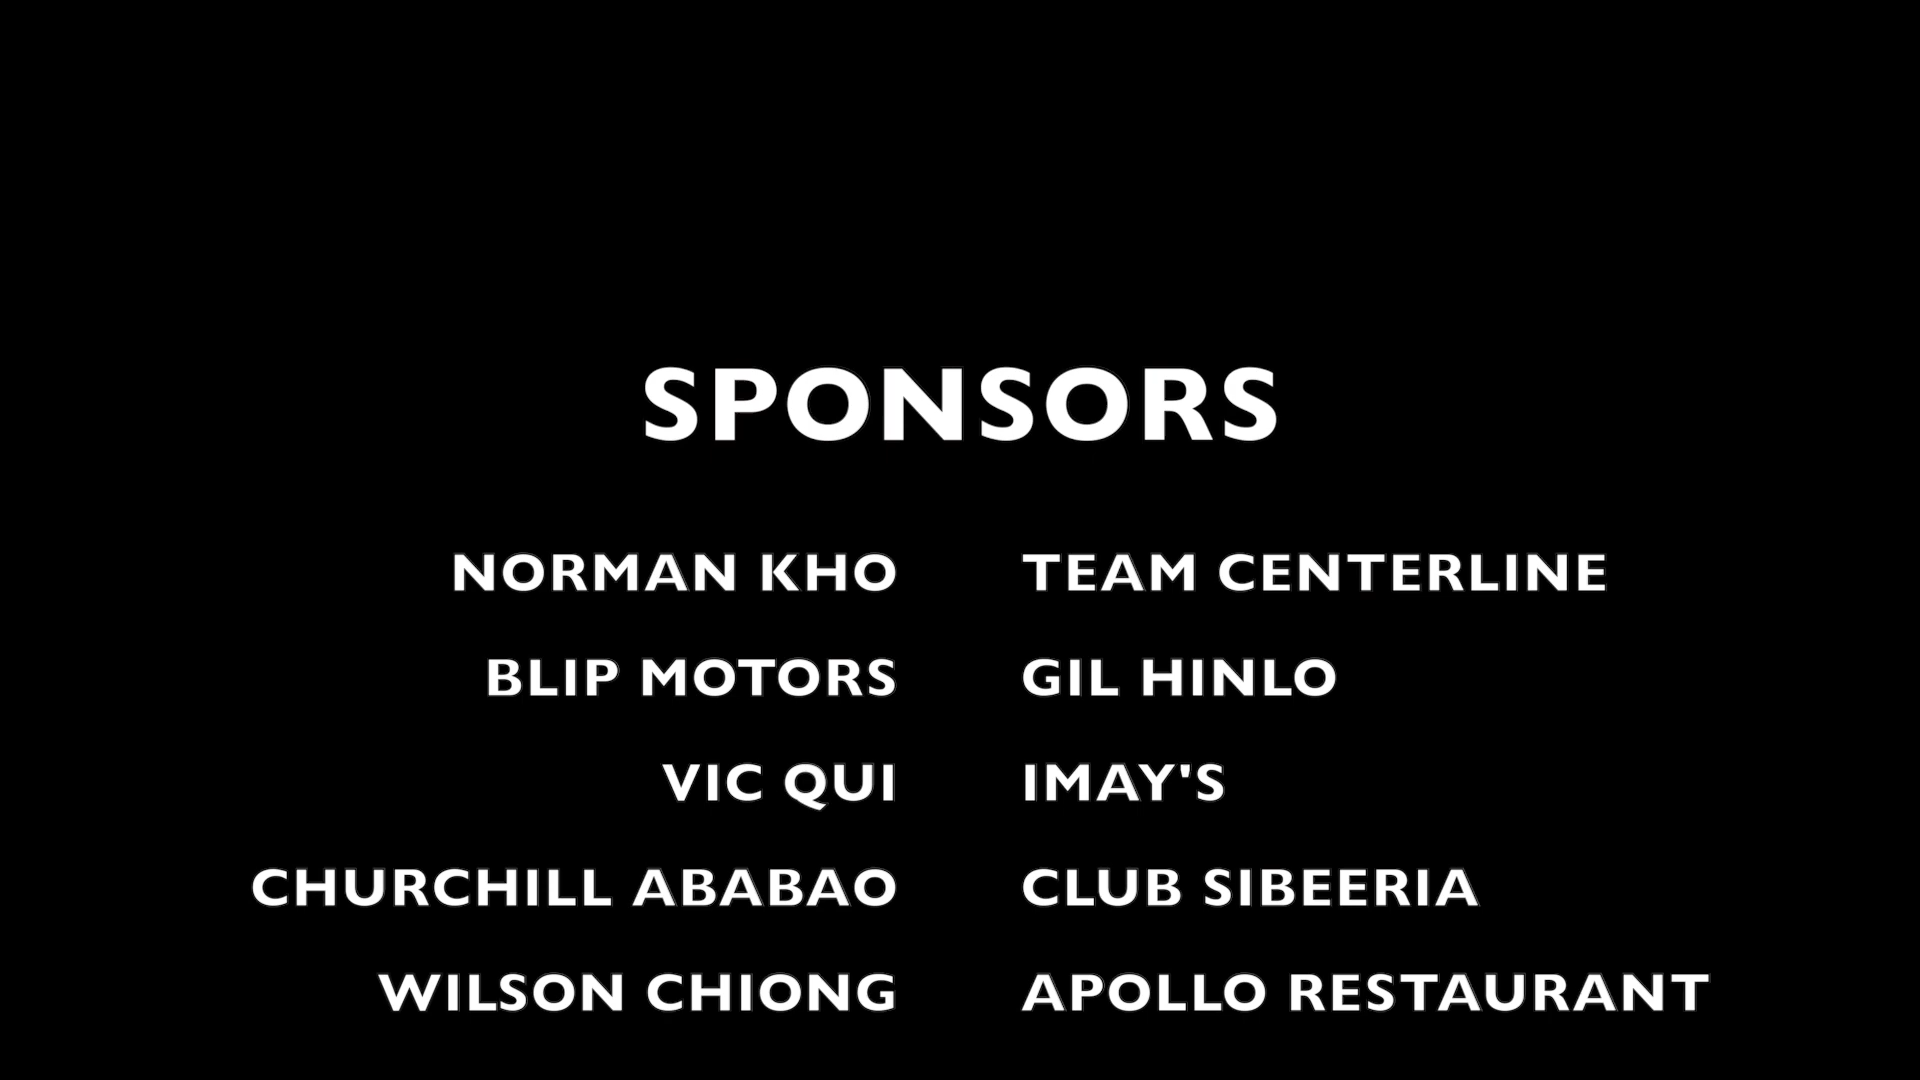 SPONSORS
NORMAN KHO TEAM CENTERLINE
BLIP MOTORS GIL HINLO
VIC QUI IMAY'S
CHURCHILL ABABAO CLUB SIBEERIA
WILSON CHIONG APOLLO RESTAURANT